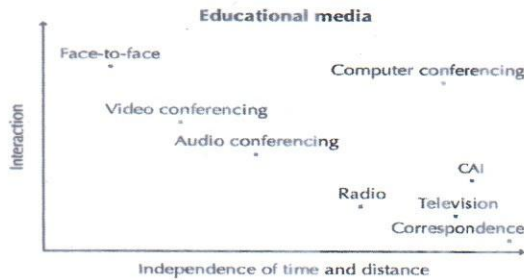 Educational media
Face-to-face
Computer conferencing
Video conferencing
Audio conferencing
CAI
Radio
Television
Correspondence
Interaction
Independence of time and distance